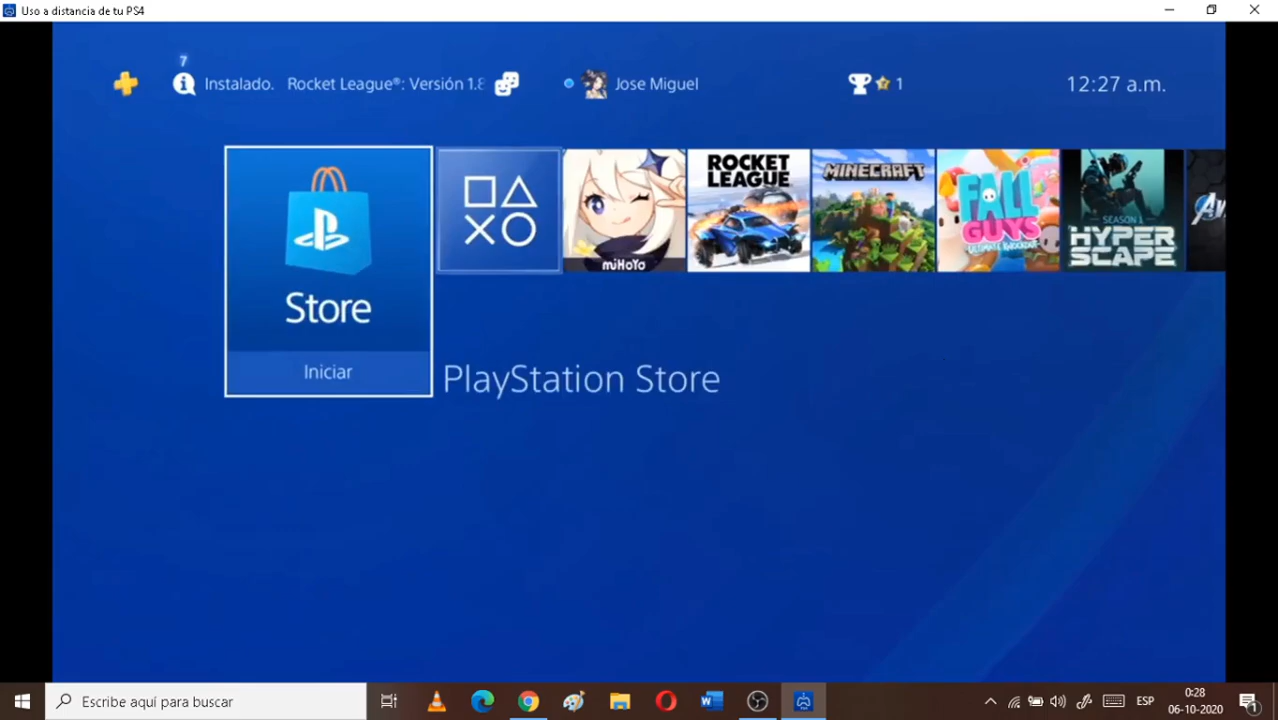 Uso a distancia de tu PS4
7
Instalado. Rocket League®: Versión 1.8
Jose Miguel
1
12:27 a.m.
Store
Iniciar
miHoYo
ROCKET
LEAGUE
MINECRAFT
FALL
GUYS
ULTIMATE KNOCKOUT
SEASON 1
HYPER
SCAPE
PlayStation Store
Escribe aquí para buscar
ESP
0:28
06-10-2020
1